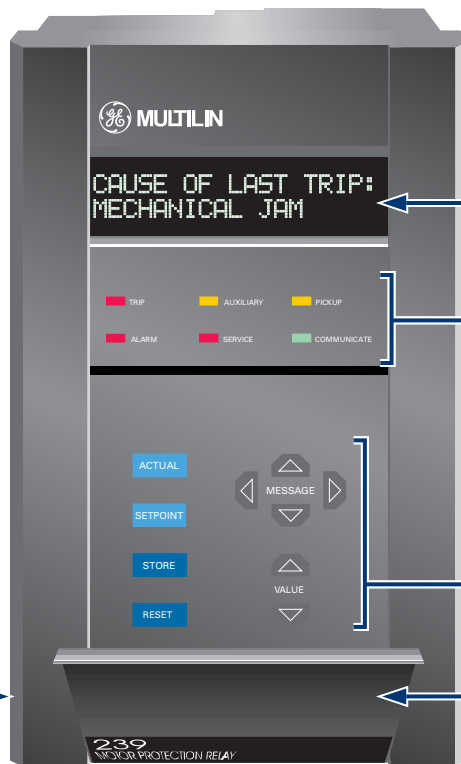 GE MULTILIN
CAUSE OF LAST TRIP:
MECHANICAL JAM
TRIP AUXILIARY PICKUP
ALARM SERVICE COMMUNICATE
ACTUAL
MESSAGE
SETPOINT
STORE
VALUE
RESET
239
MOTOR PROTECTION RELAY